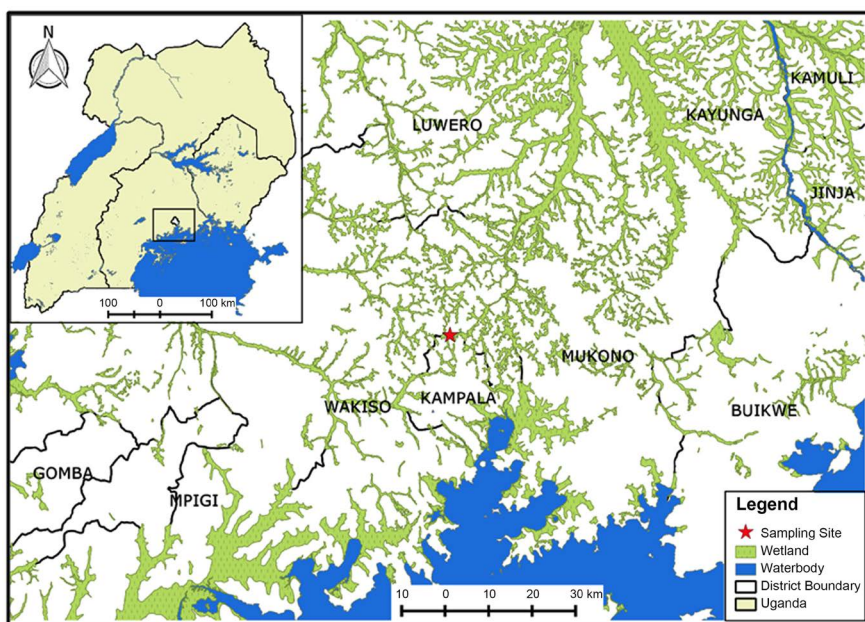 N
100 0 100 km
KAMULI
LUWERO
KAYUNGA
JINJA
MUKONO
WAKISO
KAMPALA
BUIKWE
GOMBA
MPIGI
10 0 10 20 30 km
Legend
Sampling Site
Wetland
Waterbody
District Boundary
Uganda